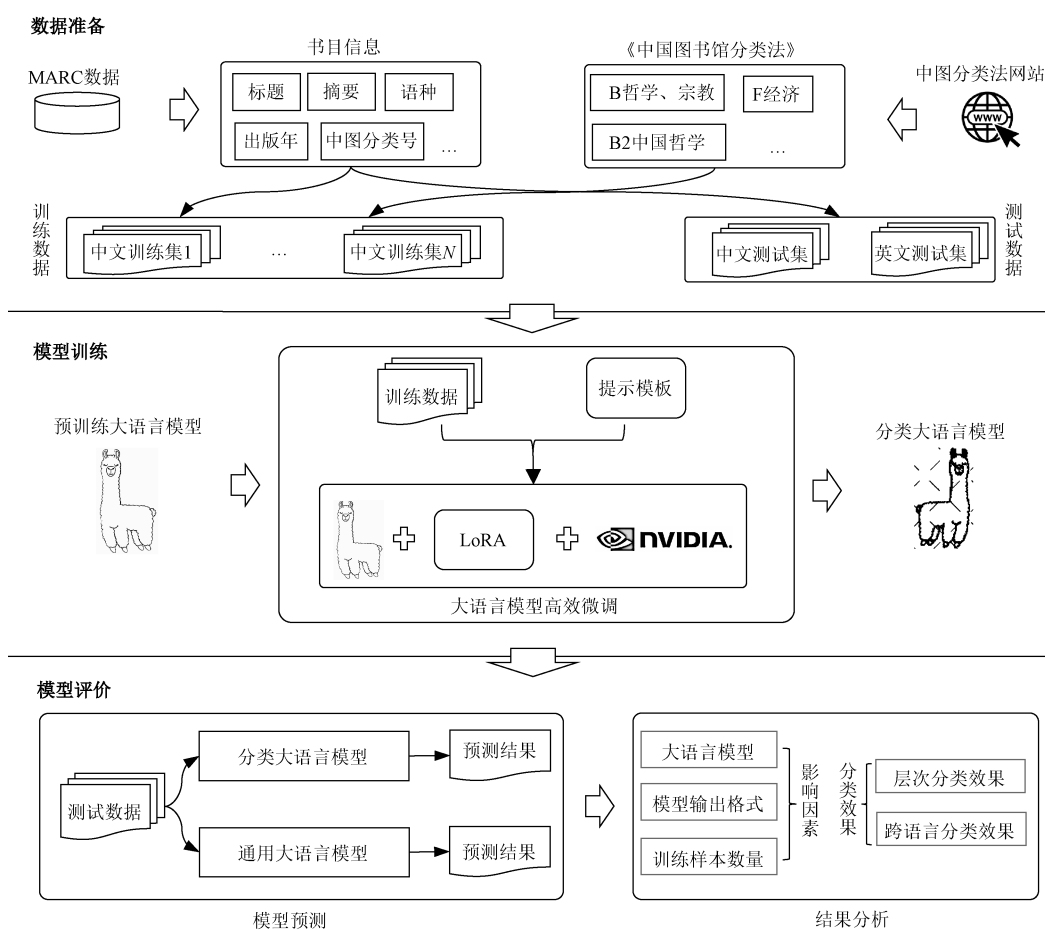 数据准备
书目信息
《中国图书馆分类法》
MARC数据
中图分类法网站
标题
摘要
语种
B哲学、宗教
F经济
WWW
出版年
中图分类号
…
B2中国哲学
…
训练数据
中文训练集1
…
中文训练集N
中文测试集
英文测试集
测试数据
模型训练
训练数据
提示模板
预训练大语言模型
分类大语言模型
LoRA
NVIDIA.
大语言模型高效微调
模型评价
分类大语言模型
预测结果
测试数据
通用大语言模型
预测结果
模型预测
大语言模型
模型输出格式
训练样本数量
影响因素
分类效果
层次分类效果
跨语言分类效果
结果分析